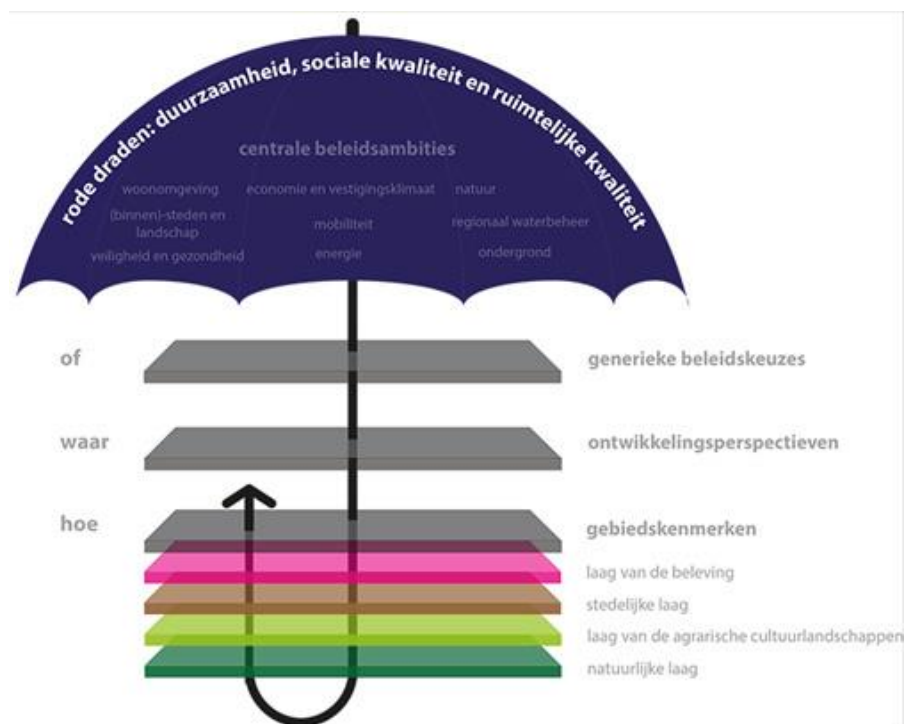 rode draden: duurzaamheid, sociale kwaliteit en ruimtelijke kwaliteit
centrale beleidsambities
woonomgeving
economie en vestigingsklimaat
natuur
(binnen)-steden en
landschap
mobiliteit
regionaal waterbeheer
veiligheid en gezondheid
energie
ondergrond
of
generieke beleidskeuzes
waar
ontwikkelingsperspectieven
hoe
gebiedskenmerken
laag van de beleving
stedelijke laag
laag van de agrarische cultuurlandschappen
natuurlijke laag